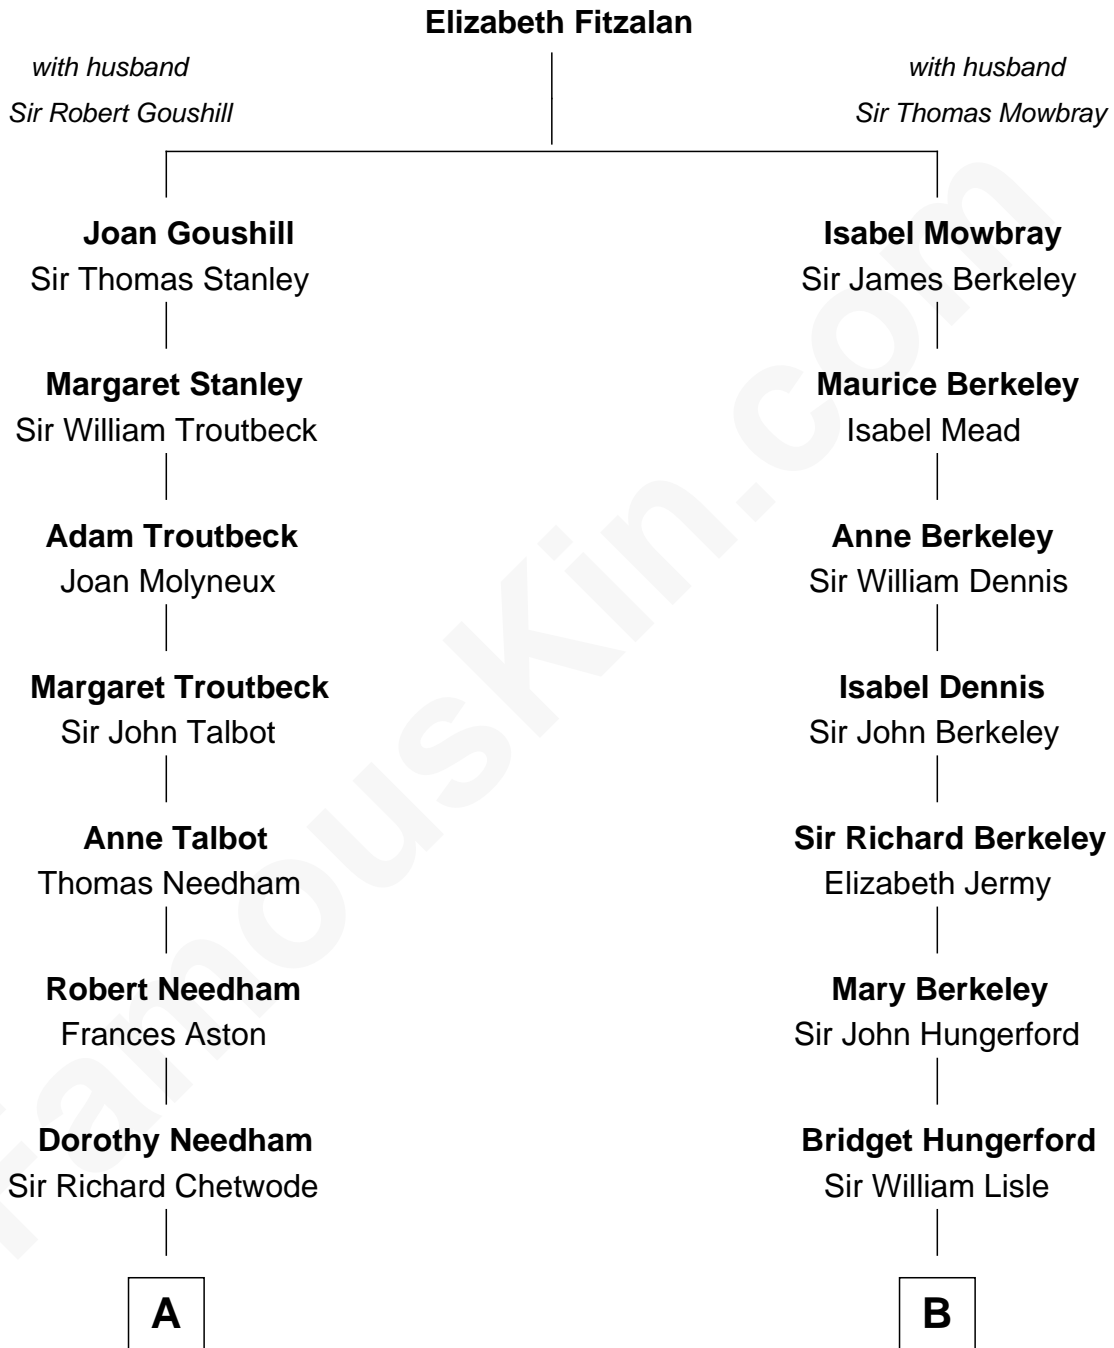 Elizabeth Fitzalan
with husband
Sir Robert Goushill
with husband
Sir Thomas Mowbray
Joan Goushill
Sir Thomas Stanley
Isabel Mowbray
Sir James Berkeley
Margaret Stanley
Sir William Troutbeck
Maurice Berkeley
Isabel Mead
Adam Troutbeck
Joan Molyneux
Anne Berkeley
Sir William Dennis
Margaret Troutbeck
Sir John Talbot
Isabel Dennis
Sir John Berkeley
Anne Talbot
Thomas Needham
Sir Richard Berkeley
Elizabeth Jermy
Robert Needham
Frances Aston
Mary Berkeley
Sir John Hungerford
Dorothy Needham
Sir Richard Chetwode
Bridget Hungerford
Sir William Lisle
A
B
FamousKin.com